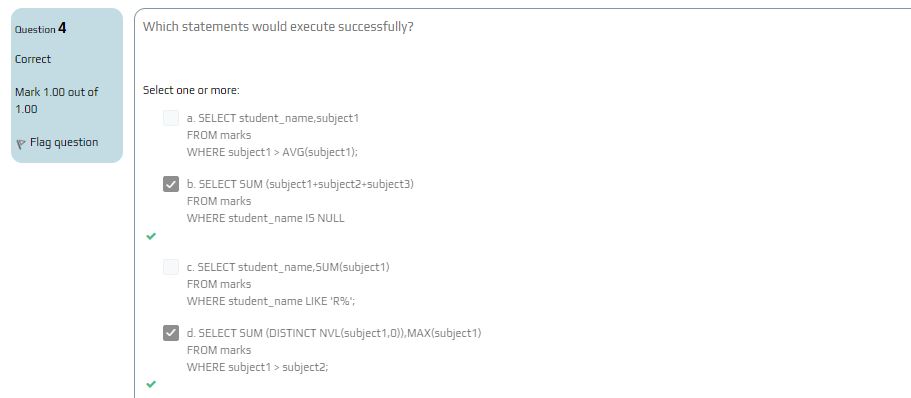 Question 4
Correct
Mark 1.00 out of
1.00
Flag question
Which statements would execute successfully?
Select one or more:
a. SELECT student_name,subject1
FROM marks
WHERE subject1 > AVG(subject1);
b. SELECT SUM (subject1+subject2+subject3)
FROM marks
WHERE student_name IS NULL
c. SELECT student_name,SUM(subject1)
FROM marks
WHERE student_name LIKE 'R%';
d. SELECT SUM (DISTINCT NVL(subject1,0)),MAX(subject1)
FROM marks
WHERE subject1 > subject2;